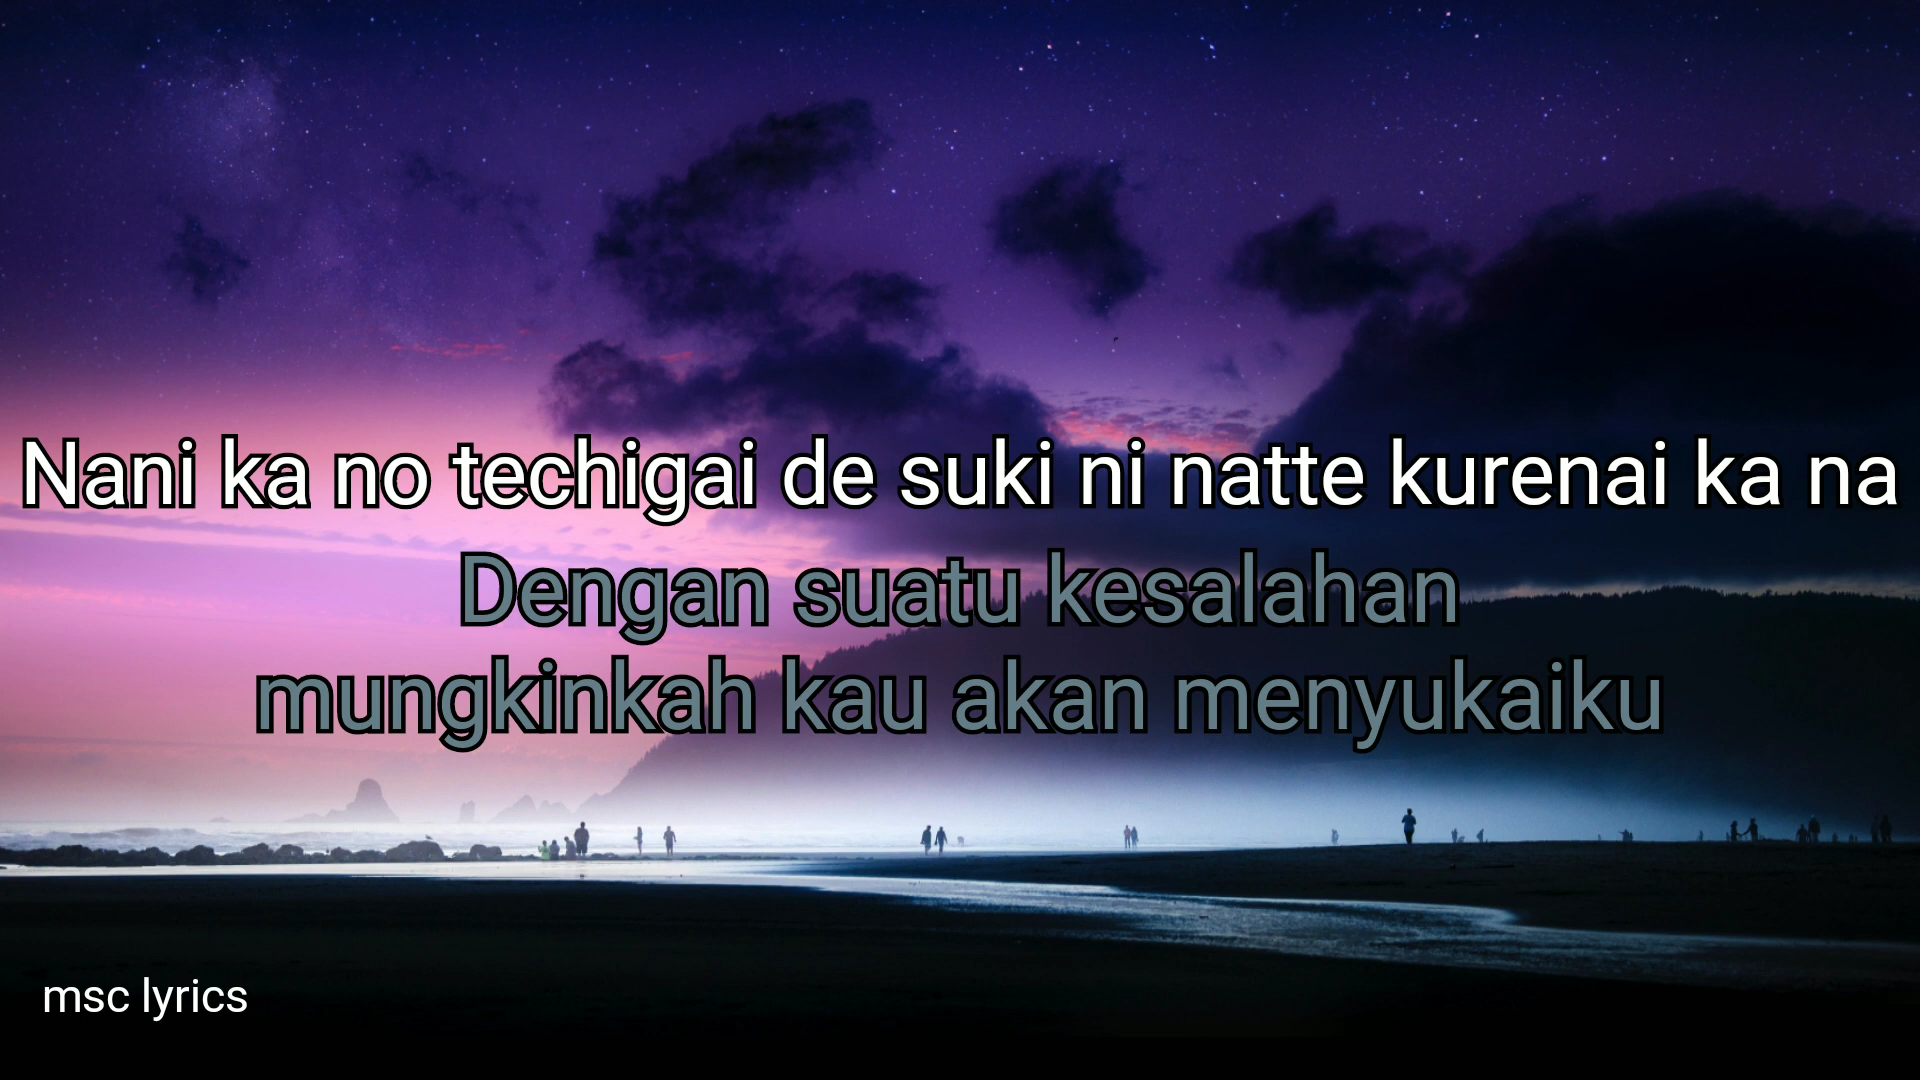 Nani ka no techigai de suki ni natte kurenai ka na
Dengan suatu kesalahan
mungkinkah kau akan menyukaiku
msc lyrics